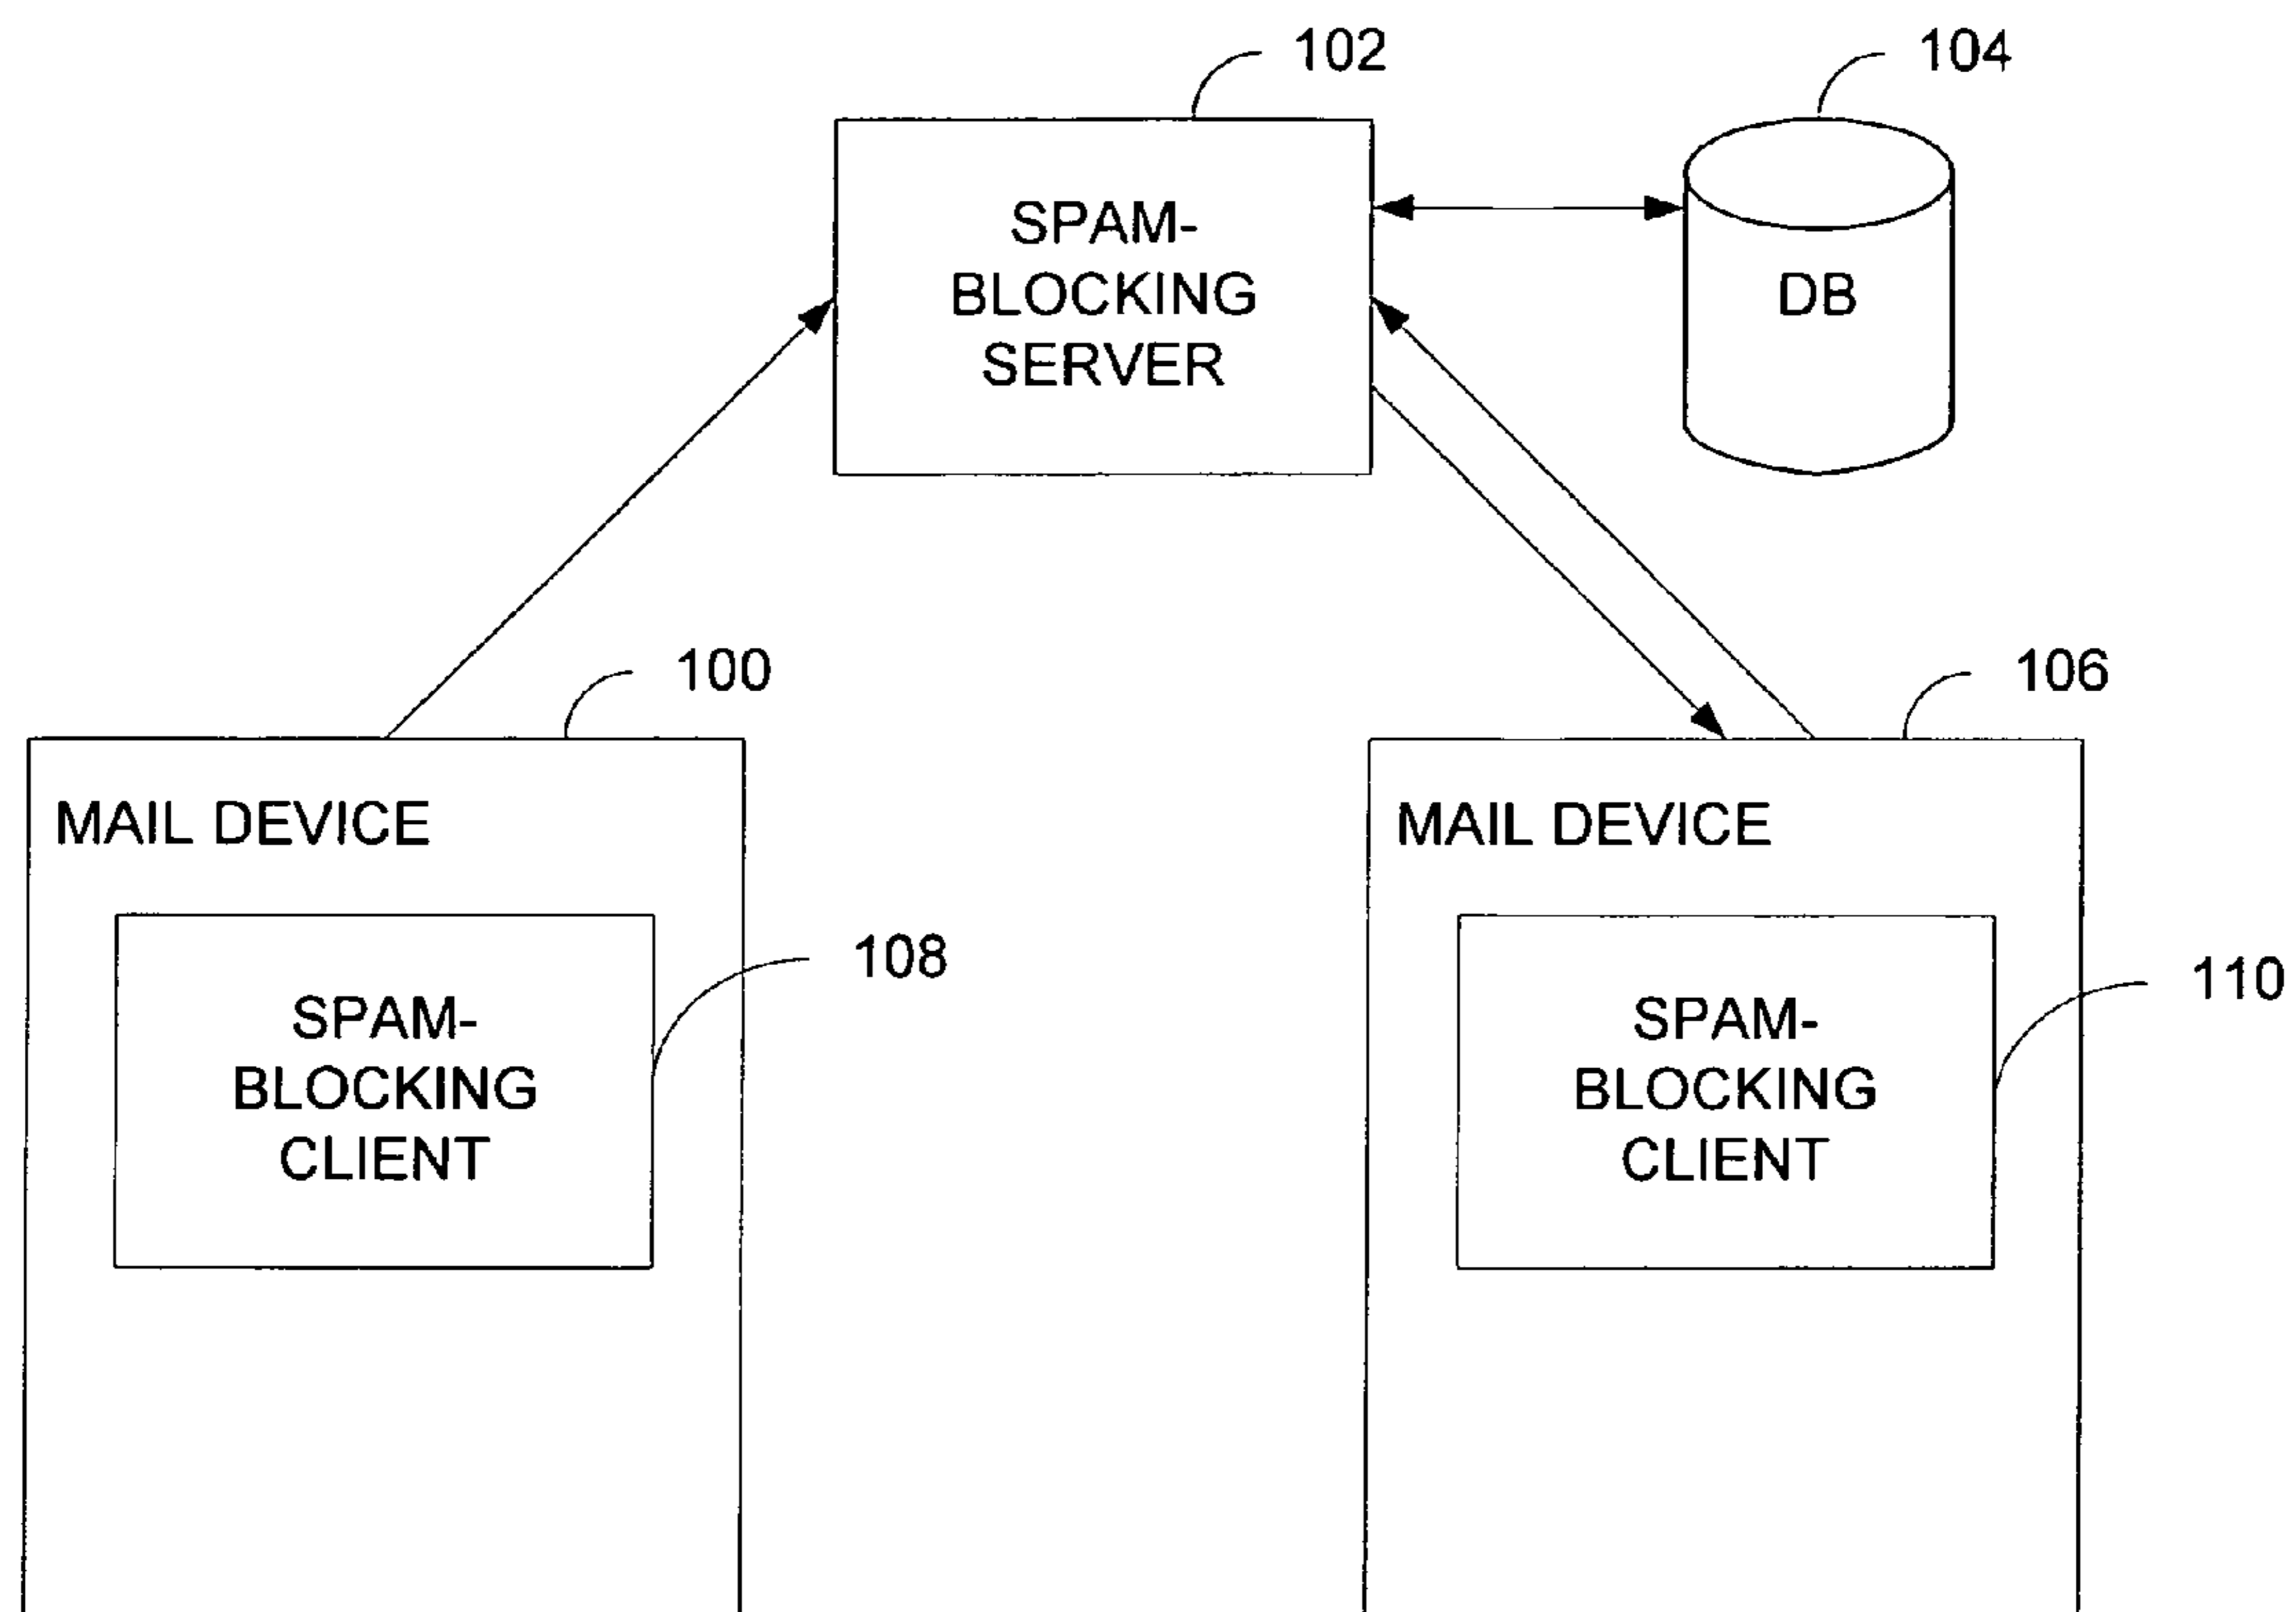 102
104
SPAM-
BLOCKING
SERVER
DB
100
106
MAIL DEVICE
MAIL DEVICE
108
110
SPAM-
BLOCKING
CLIENT
SPAM-
BLOCKING
CLIENT